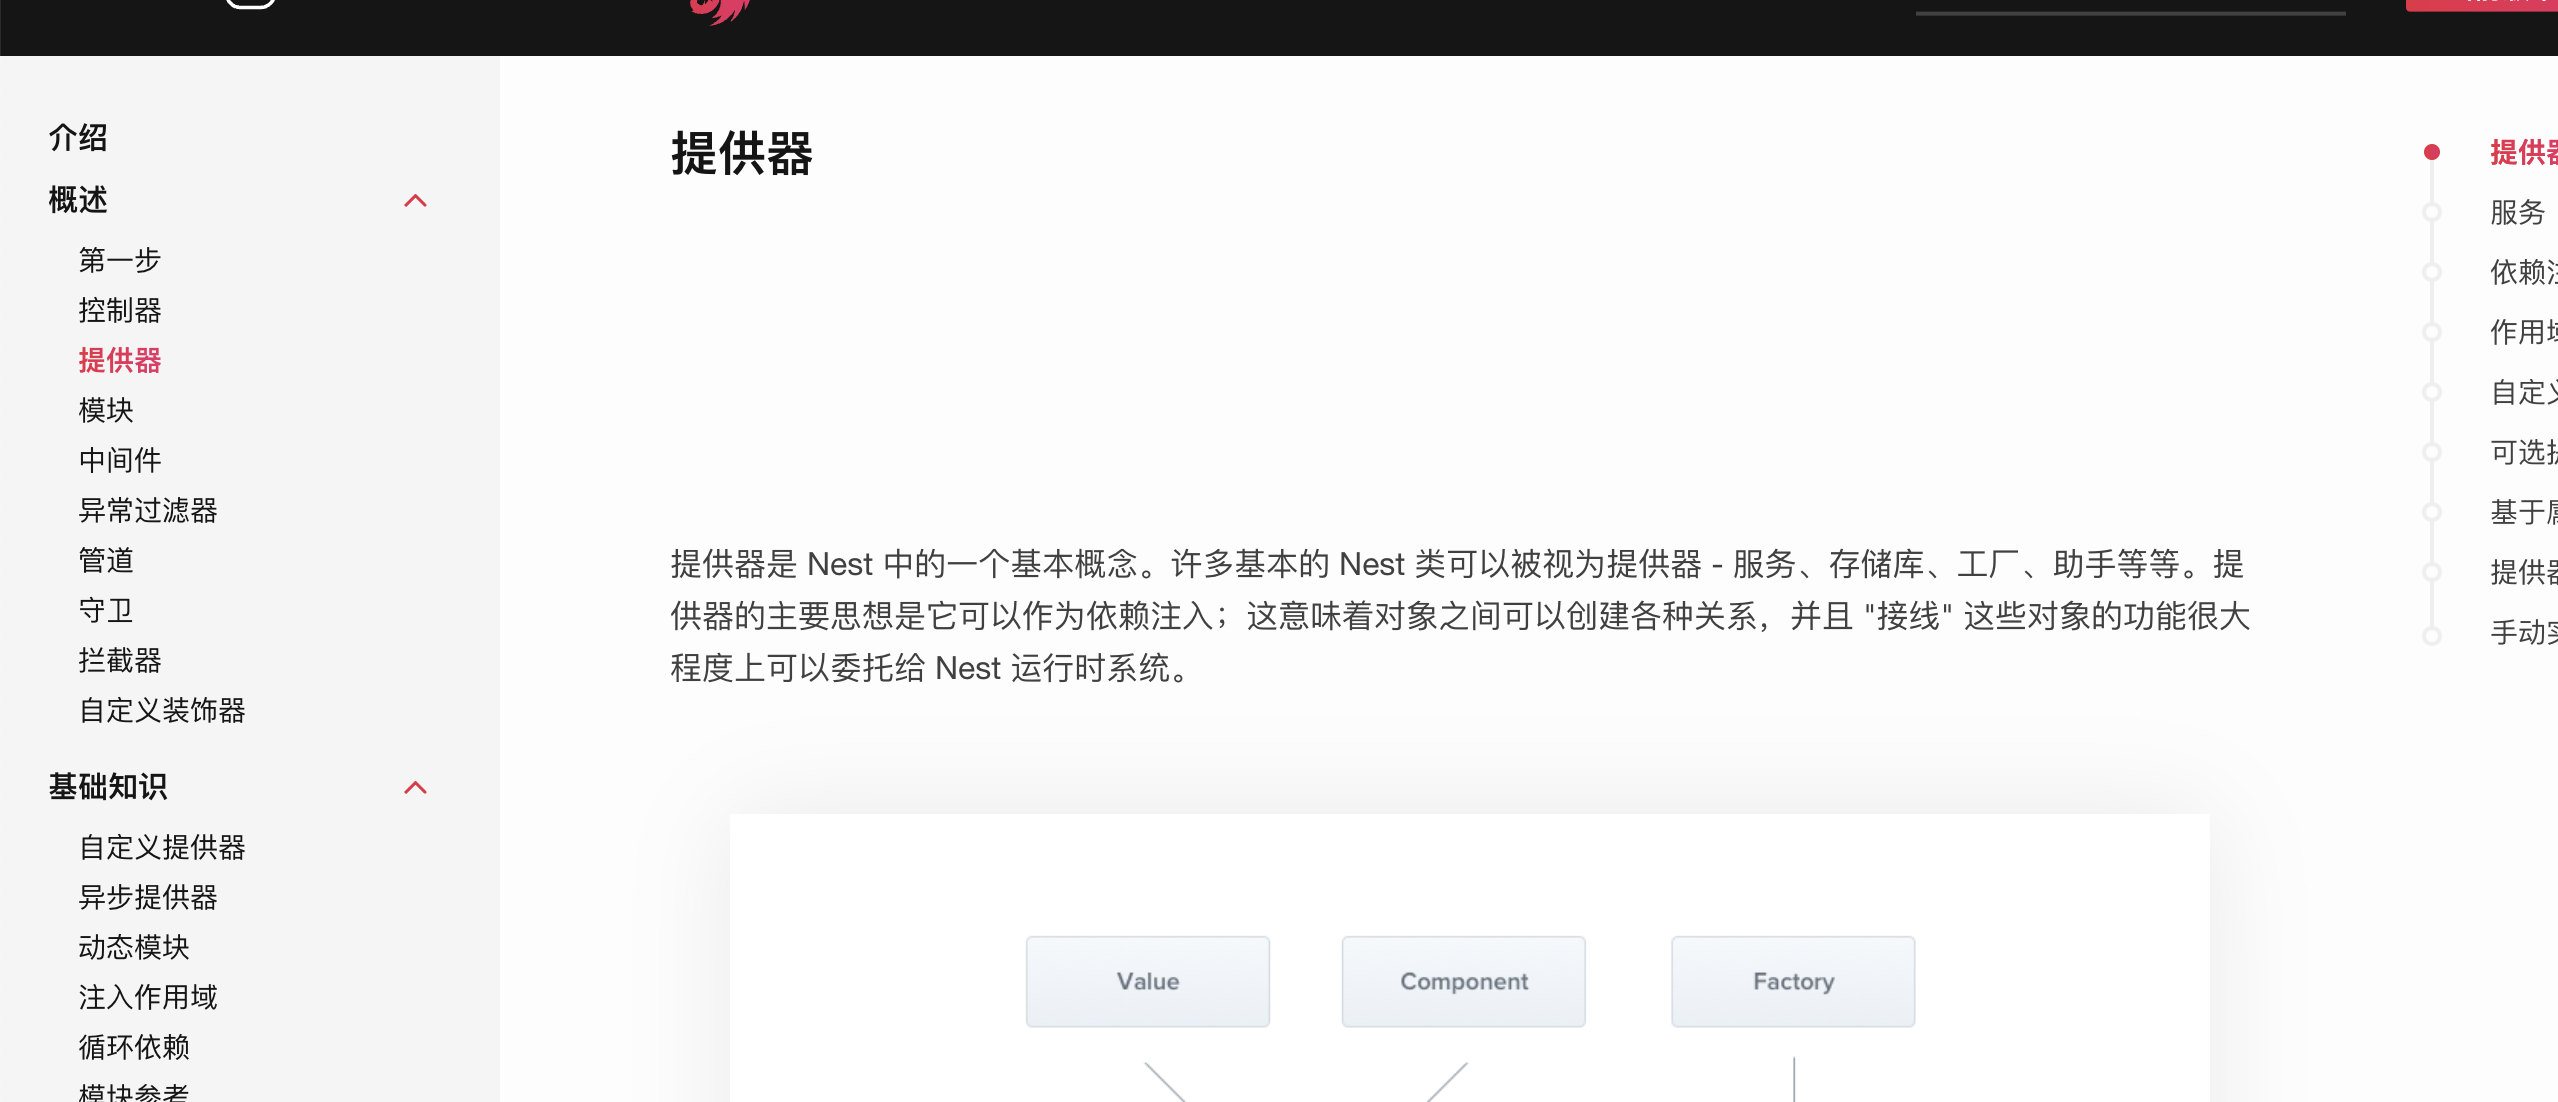 介绍
概述
第一步
控制器
提供器
模块
中间件
异常过滤器
管道
守卫
拦截器
自定义装饰器
基础知识
自定义提供器
异步提供器
动态模块
注入作用域
循环依赖
模块参考
提供器
提供器是 Nest 中的一个基本概念。许多基本的 Nest 类可以被视为提供器 - 服务、存储库、工厂、助手等等。提
供器的主要思想是它可以作为依赖注入；这意味着对象之间可以创建各种关系，并且 "接线" 这些对象的功能很大
程度上可以委托给 Nest 运行时系统。
Value
Component
Factory
提供器
服务
依赖
作用
自定
可选
基于
提供
手动